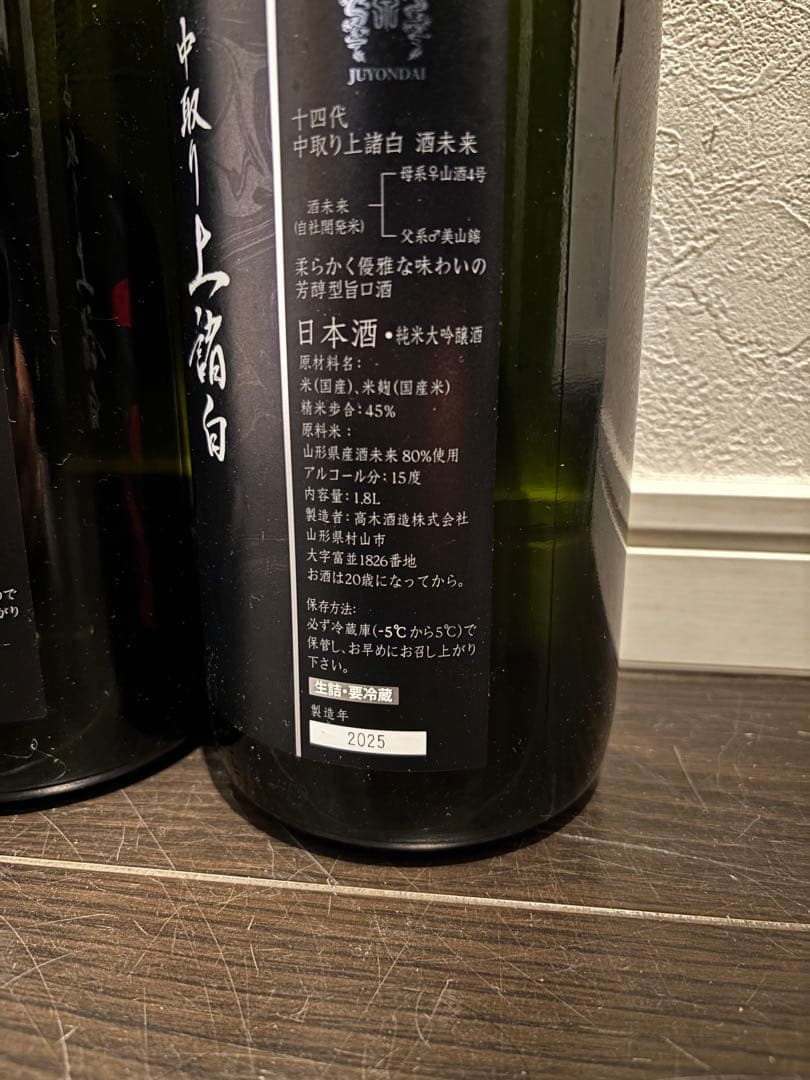 中取り上諸白
JUYONDAI
十四代
中取り上諸白 酒未来
母系♀山酒4号
酒未来
(自社開発米)
父系♂美山錦
柔らかく優雅な味わいの
芳醇型旨口酒
日本酒・純米大吟醸酒
原材料名:
米(国産)、米麹(国産米)
精米歩合:45%
原料米:
山形県産酒未来 80%使用
アルコール分:15度
内容量:1.8L
製造者:高木酒造株式会社
山形県村山市
大字富並1826番地
お酒は20歳になってから。
保存方法:
必ず冷蔵庫(-5℃から5℃)で
保管し、お早めにお召し上がり
下さい。
生詰・要冷蔵
製造年
2025
で
がり